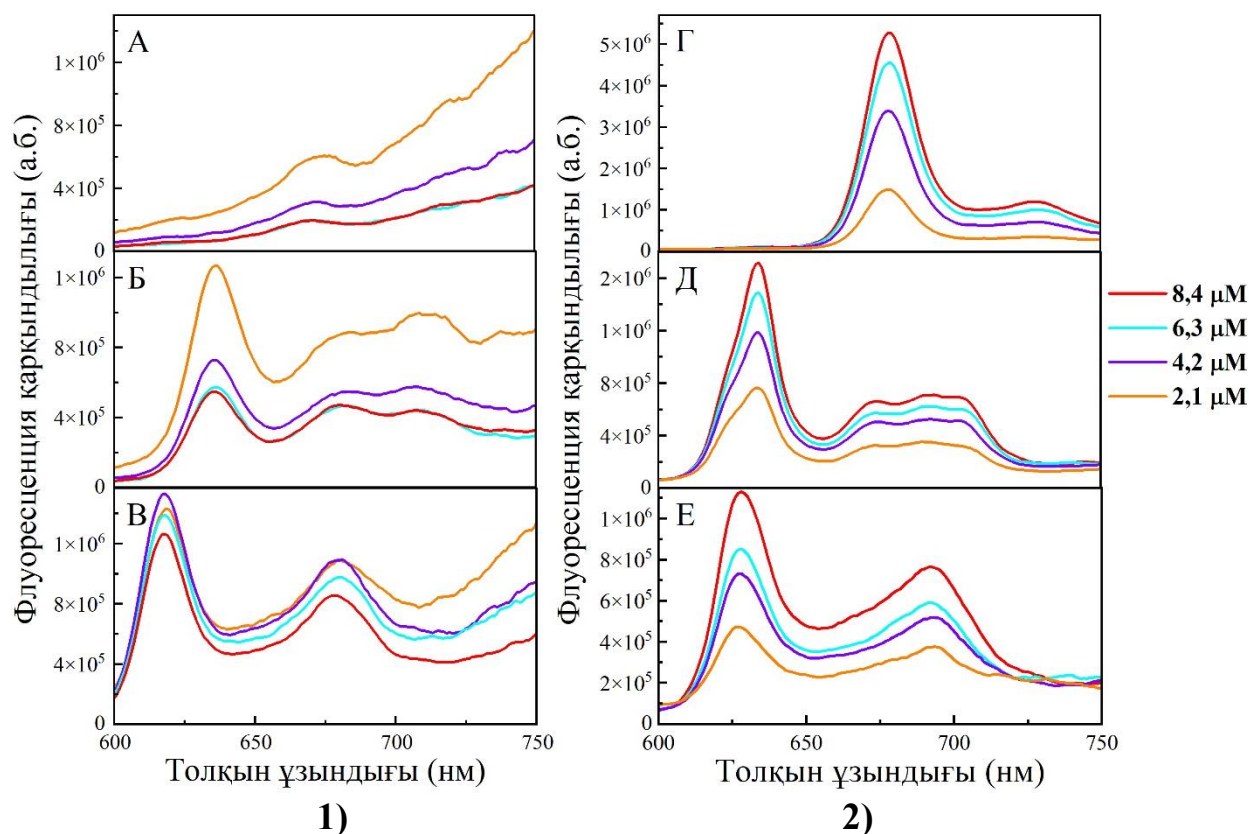 А
1×10⁶
8×10⁵
4×10⁵
0
Б
1×10⁶
8×10⁵
4×10⁵
0
В
1×10⁶
8×10⁵
4×10⁵
0
600
650
700
750
Флуоресценция қарқындылығы (а.б.)
Толқын ұзындығы (нм)
1)
Г
5×10⁶
4×10⁶
3×10⁶
2×10⁶
1×10⁶
0
Д
2×10⁶
1×10⁶
8×10⁵
4×10⁵
0
Е
1×10⁶
8×10⁵
6×10⁵
4×10⁵
2×10⁵
0
600
650
700
750
Флуоресценция қарқындылығы (а.б.)
Толқын ұзындығы (нм)
2)
8,4 μM
6,3 μM
4,2 μM
2,1 μM